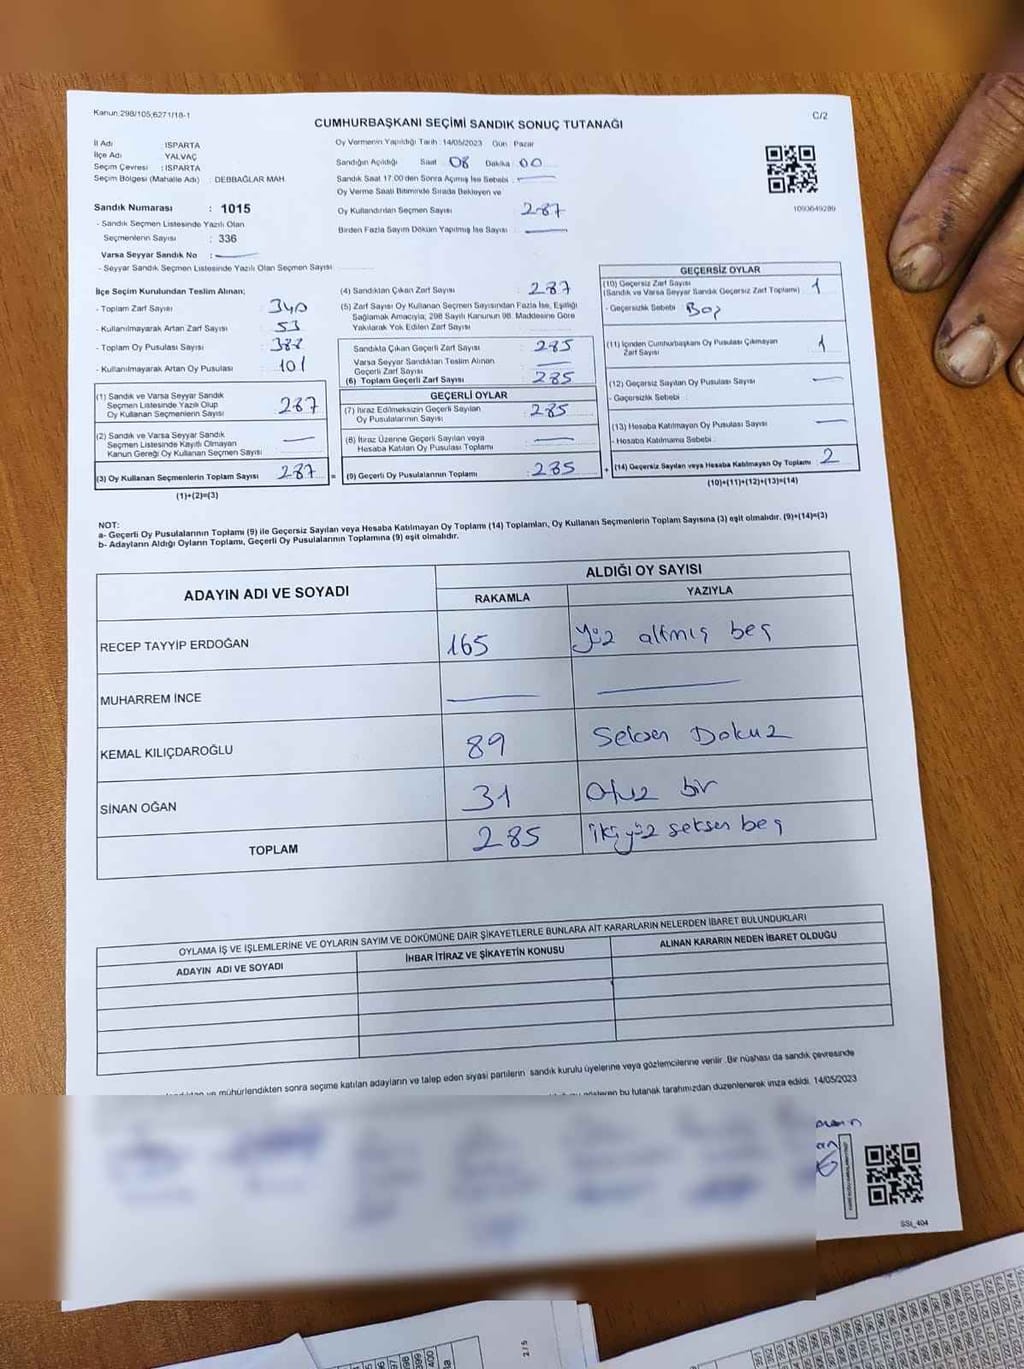 Kanun;298/105,6271/18-1
C/2
CUMHURBAŞKANI SEÇİMİ SANDIK SONUÇ TUTANAĞI
İl Adı : ISPARTA
İlçe Adı : YALVAÇ
Seçim Çevresi : ISPARTA
Seçim Bölgesi (Mahalle Adı) : DEBBAĞLAR MAH.
Sandık Numarası : 1015
- Sandık Seçmen Listesinde Yazılı Olan
Seçmenlerin Sayısı : 336
Varsa Seyyar Sandık No :
- Seyyar Sandık Seçmen Listesinde Yazılı Olan Seçmen Sayısı
Oy Vermenin Yapıldığı Tarih : 14/05/2023 Gün Pazar
Sandığın Açıldığı Saat 08 Dakika 00
Sandık Saat 17.00'den Sonra Açılmış İse Sebebi :
Oy Verme Saati Bitiminde Sırada Bekleyen ve
Oy Kullandırılan Seçmen Sayısı 287
Birden Fazla Sayım Döküm Yapılmış İse Sayısı :
1093649289
İlçe Seçim Kurulundan Teslim Alınan;
- Toplam Zarf Sayısı : 340
- Kullanılmayarak Artan Zarf Sayısı : 53
- Toplam Oy Pusulası Sayısı : 388
- Kullanılmayarak Artan Oy Pusulası : 101
(1) Sandık ve Varsa Seyyar Sandık
Seçmen Listesinde Yazılı Olup
Oy Kullanan Seçmenlerin Sayısı : 287
(2) Sandık ve Varsa Seyyar Sandık
Seçmen Listesinde Kayıtlı Olmayan
Kanun Gereği Oy Kullanan Seçmen Sayısı
(3) Oy Kullanan Seçmenlerin Toplam Sayısı : 287
(1)+(2)=(3)
(4) Sandıktan Çıkan Zarf Sayısı : 287
(5) Zarf Sayısı Oy Kullanan Seçmen Sayısından Fazla İse, Eşitliği
Sağlamak Amacıyla; 298 Sayılı Kanunun 98. Maddesine Göre
Yakılarak Yok Edilen Zarf Sayısı :
Sandıkta Çıkan Geçerli Zarf Sayısı : 285
Varsa Seyyar Sandıktan Teslim Alınan
Geçerli Zarf Sayısı
(6) Toplam Geçerli Zarf Sayısı : 285
GEÇERLİ OYLAR
(7) İtiraz Edilmeksizin Geçerli Sayılan
Oy Pusulalarının Sayısı : 285
(8) İtiraz Üzerine Geçerli Sayılan veya
Hesaba Katılan Oy Pusulalarının Toplamı
(9) Geçerli Oy Pusulalarının Toplamı : 285
GEÇERSİZ OYLAR
(10) Geçersiz Zarf Sayısı
(Sandık ve Varsa Seyyar Sandık Geçersiz Zarf Toplamı) 1
- Geçersizlik Sebebi : Boş
(11) İçinden Cumhurbaşkanı Oy Pusulası Çıkmayan
Zarf Sayısı : 1
(12) Geçersiz Sayılan Oy Pusulası Sayısı
- Geçersizlik Sebebi :
(13) Hesaba Katılmayan Oy Pusulası Sayısı
- Hesaba Katılmama Sebebi :
(14) Geçersiz Sayılan veya Hesaba Katılmayan Oy Toplamı 2
(10)+(11)+(12)+(13)=(14)
NOT:
a- Geçerli Oy Pusulalarının Toplamı (9) ile Geçersiz Sayılan veya Hesaba Katılmayan Oy Toplamı (14) Toplamları, Oy Kullanan Seçmenlerin Toplam Sayısına (3) eşit olmalıdır. (9)+(14)=(3)
b- Adayların Aldığı Oyların Toplamı, Geçerli Oy Pusulalarının Toplamına (9) eşit olmalıdır.
ADAYIN ADI VE SOYADI
ALDIĞI OY SAYISI
RAKAMLA YAZIYLA
RECEP TAYYİP ERDOĞAN 165 Yüz altmış beş
MUHARREM İNCE
KEMAL KILIÇDAROĞLU 89 Seksen Dokuz
SİNAN OĞAN 31 Otuz bir
TOPLAM 285 iki yüz seksen beş
OYLAMA İŞ VE İŞLEMLERİNE VE OYLARIN SAYIM VE DÖKÜMÜNE DAİR ŞİKAYETLERLE BUNLARA AİT KARARLARIN NELERDEN İBARET BULUNDUKLARI
ADAYIN ADI VE SOYADI İHBAR İTİRAZ VE ŞİKAYETİN KONUSU ALINAN KARARIN NEDEN İBARET OLDUĞU
mühürlendikten sonra seçime katılan adayların ve talep eden siyasi partilerin sandık kurulu üyelerine veya gözlemcilerine verilir. Bir nüshası da sandık çevresinde
gösteren bu tutanak tarafımızdan düzenlenerek imza edildi. 14/05/2023
SSt_404
2 / 5